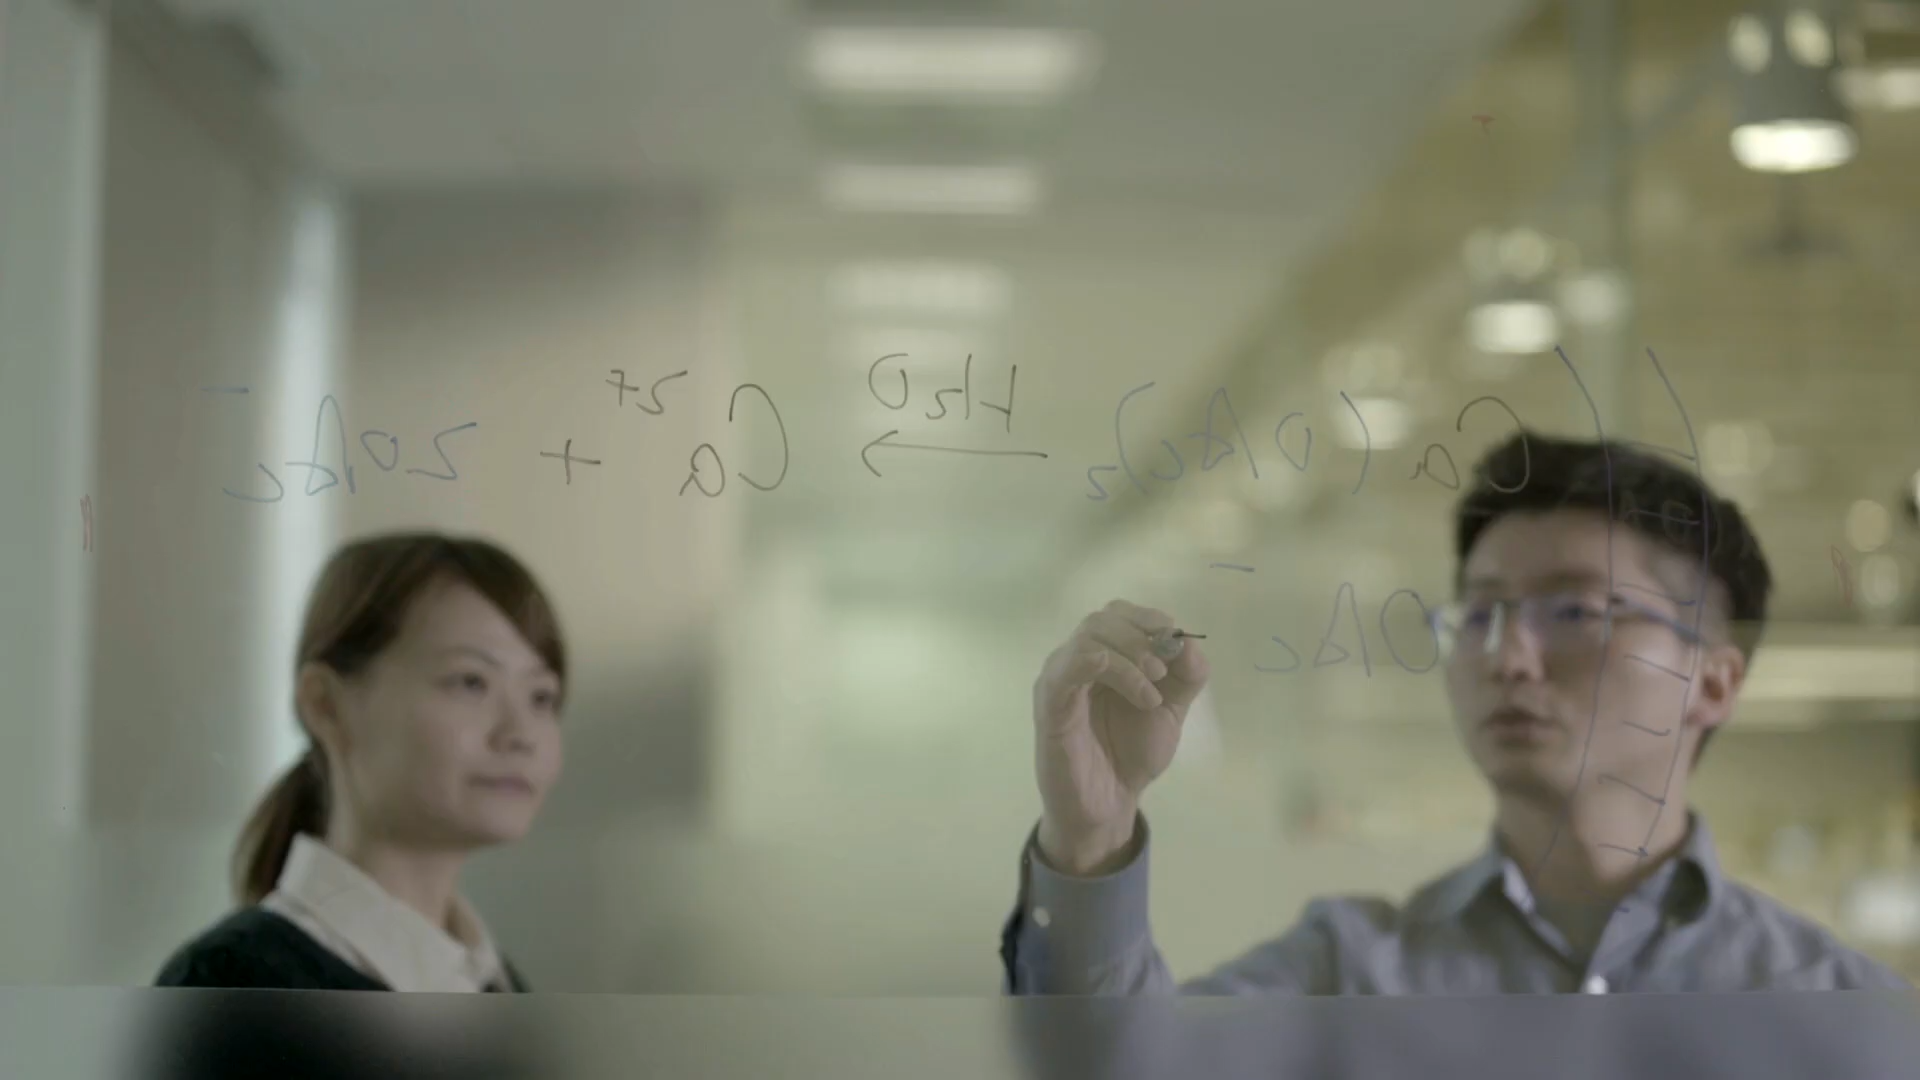 Ca(OAc)₂ —H₂O→ Ca²⁺ + 2OAc⁻
OAc⁻